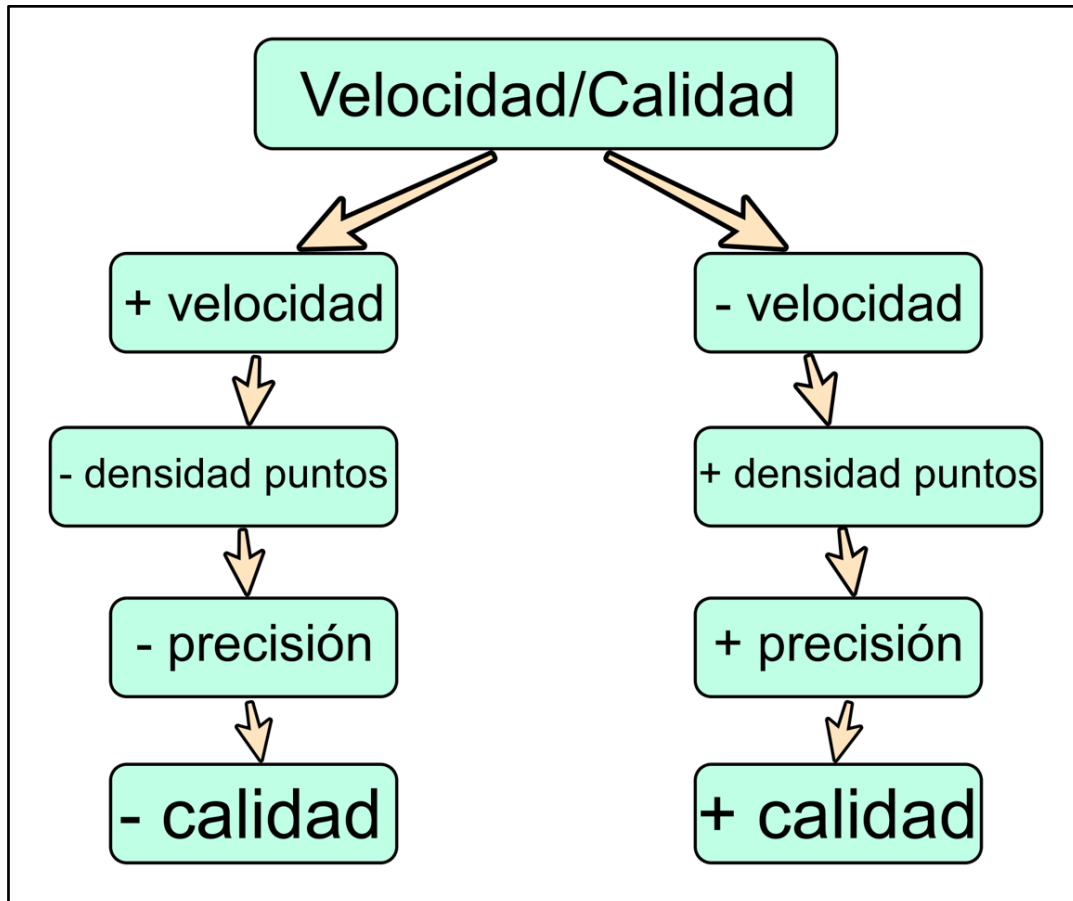 Velocidad/Calidad
+ velocidad
- velocidad
- densidad puntos
+ densidad puntos
- precisión
+ precisión
- calidad
+ calidad